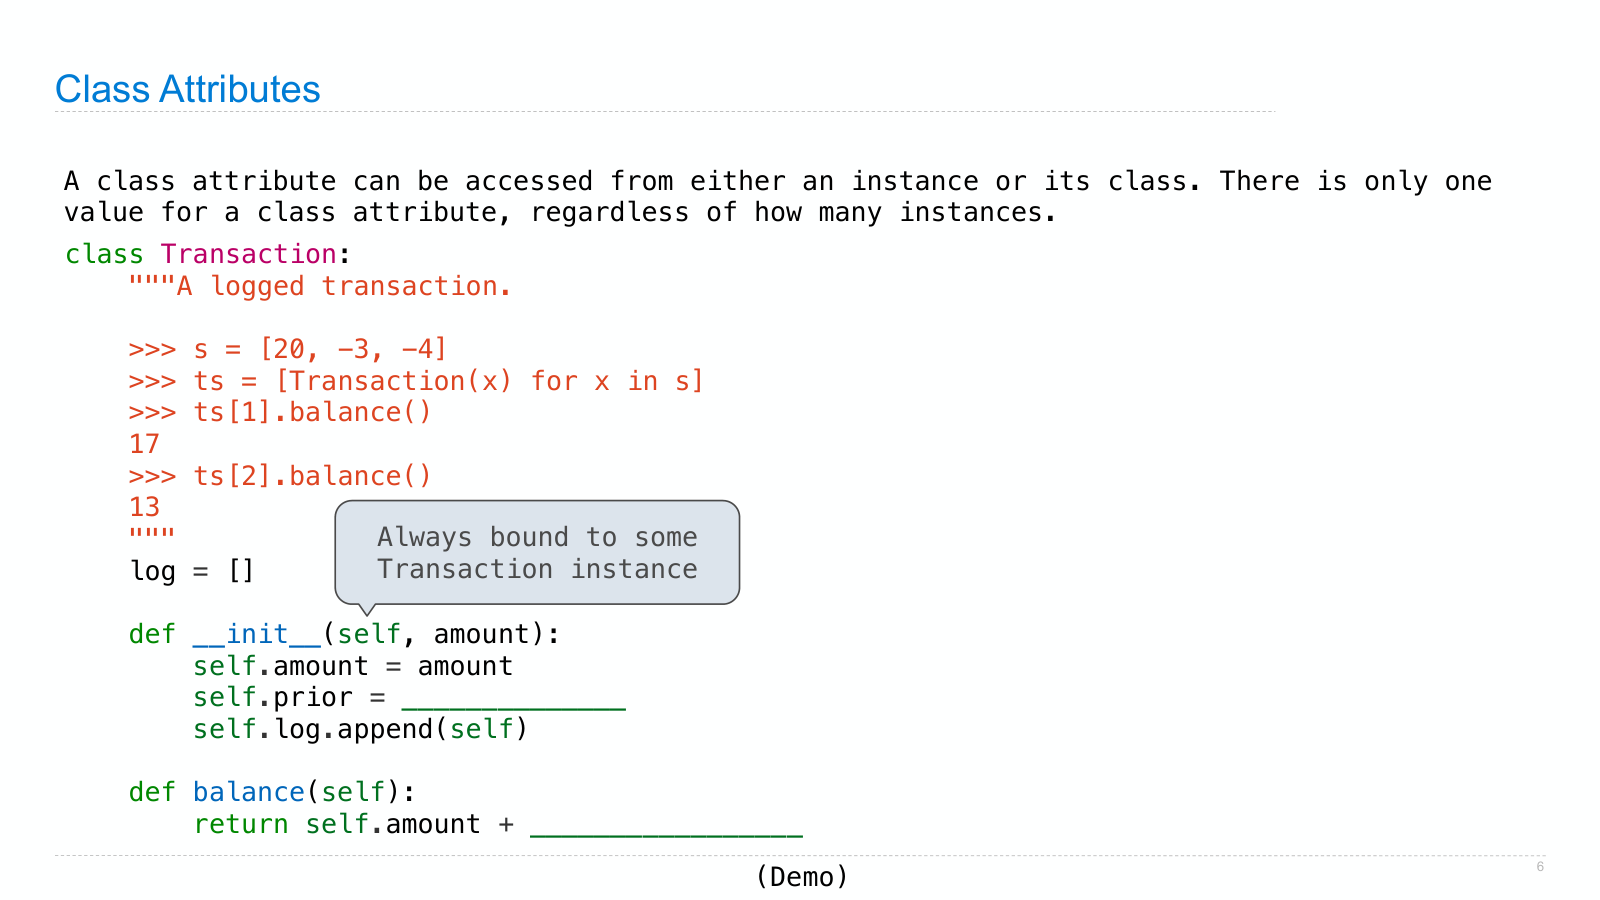 Class Attributes
A class attribute can be accessed from either an instance or its class. There is only one
value for a class attribute, regardless of how many instances.
class Transaction:
    """A logged transaction.

    >>> s = [20, -3, -4]
    >>> ts = [Transaction(x) for x in s]
    >>> ts[1].balance()
    17
    >>> ts[2].balance()
    13
    """
    log = []
Always bound to some
Transaction instance
    def __init__(self, amount):
        self.amount = amount
        self.prior = ______________
        self.log.append(self)

    def balance(self):
        return self.amount + _________________
(Demo)
6